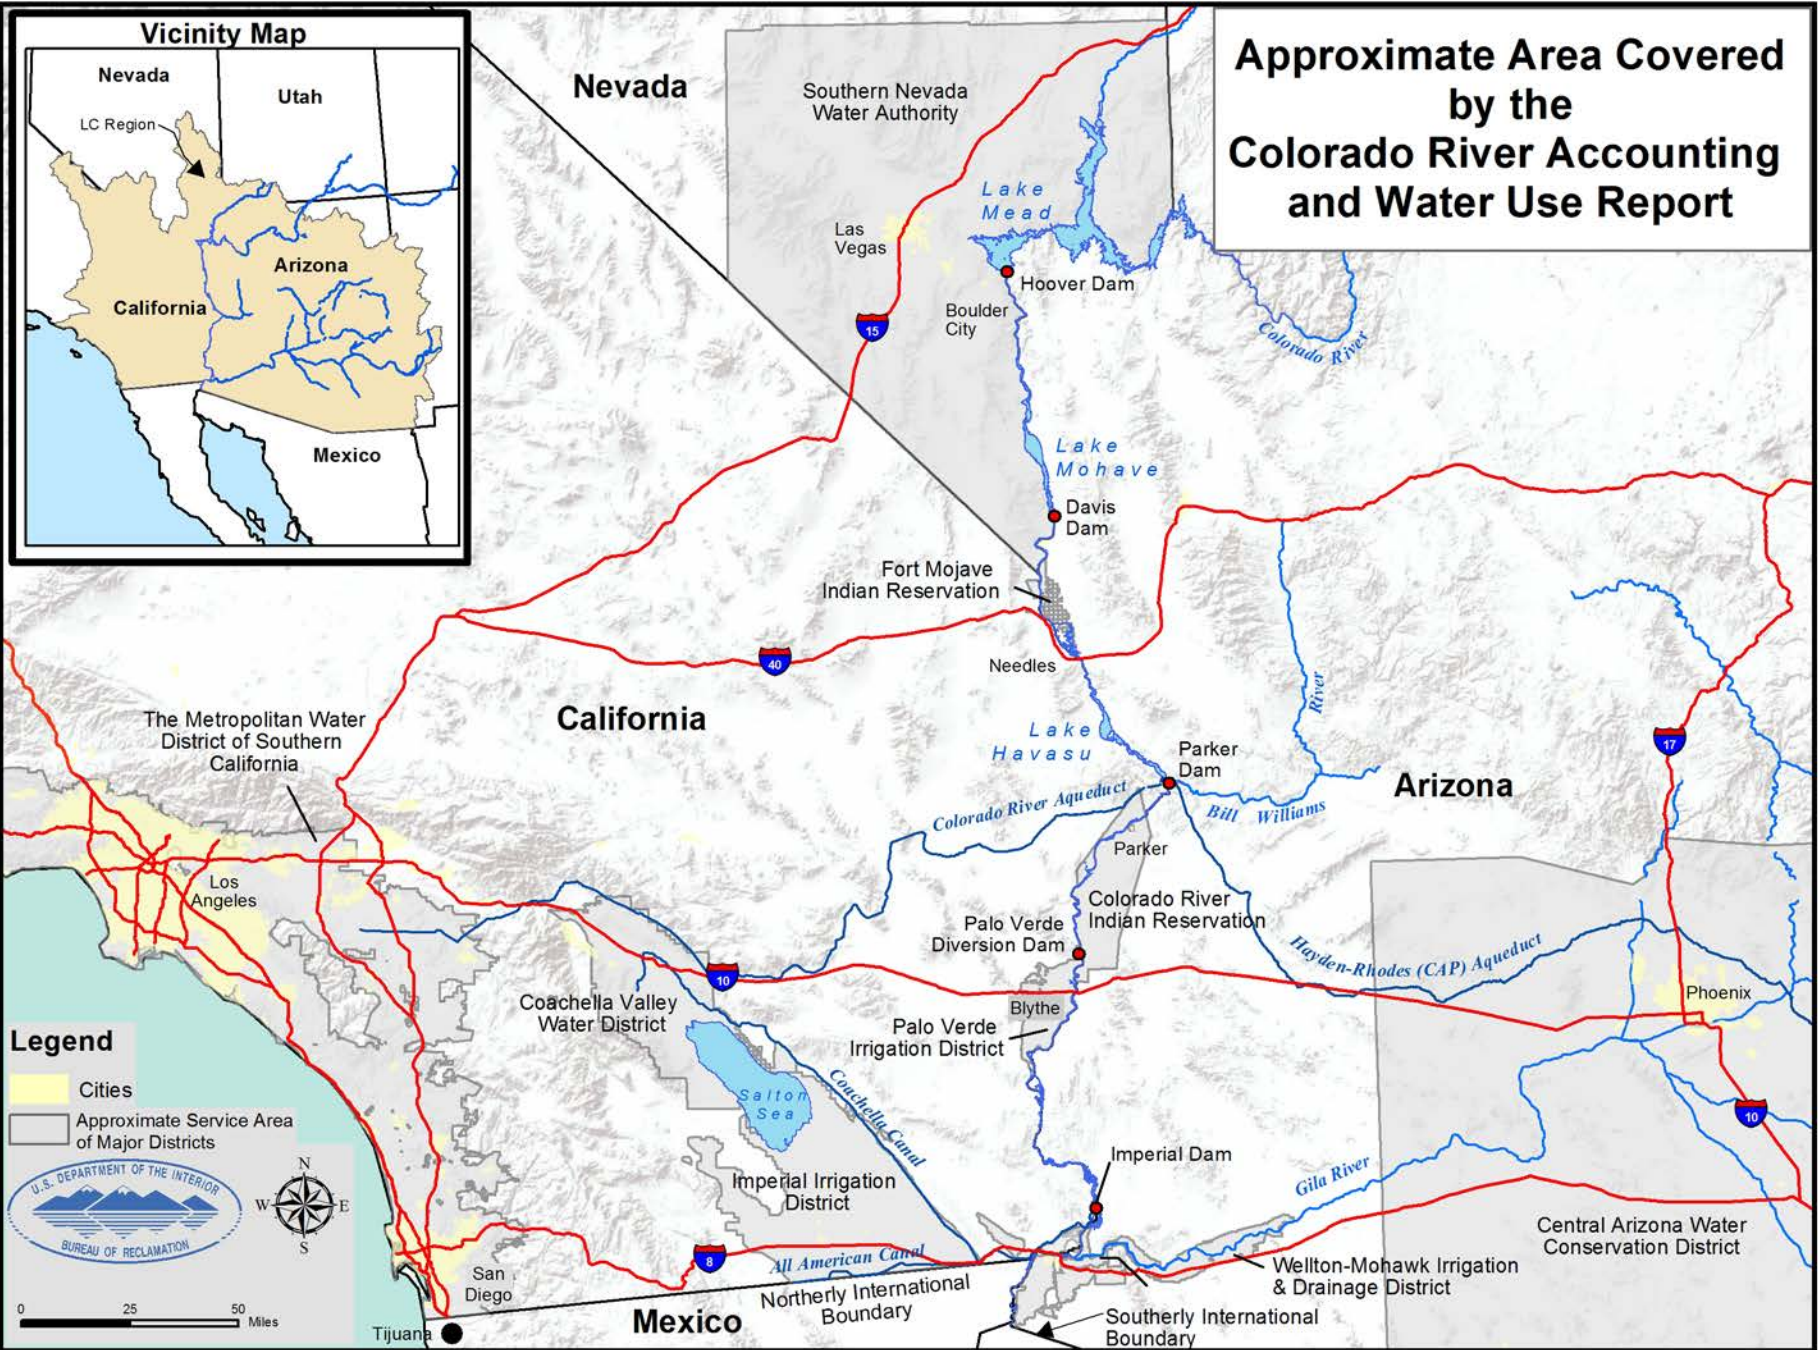 Vicinity Map
Nevada
Utah
LC Region
Arizona
California
Mexico
Approximate Area Covered
by the
Colorado River Accounting
and Water Use Report
Nevada
Southern Nevada
Water Authority
Lake
Mead
Las
Vegas
Hoover Dam
Boulder
City
15
Colorado River
Lake
Mohave
Davis
Dam
Fort Mojave
Indian Reservation
40
Needles
The Metropolitan Water
District of Southern
California
California
Lake
Havasu
Parker
Dam
River
17
Arizona
Colorado River Aqueduct
Bill Williams
Parker
Los
Angeles
Colorado River
Indian Reservation
Palo Verde
Diversion Dam
Hayden-Rhodes (CAP) Aqueduct
10
Coachella Valley
Water District
Blythe
Phoenix
Palo Verde
Irrigation District
Legend
Cities
Approximate Service Area
of Major Districts
Salton
Sea
Coachella Canal
10
U.S. DEPARTMENT OF THE INTERIOR
BUREAU OF RECLAMATION
N
W
E
S
Imperial Dam
Imperial Irrigation
District
Gila River
Central Arizona Water
Conservation District
8
All American Canal
San
Diego
Northerly International
Boundary
Wellton-Mohawk Irrigation
& Drainage District
0 25 50
Miles
Tijuana
Mexico
Southerly International
Boundary